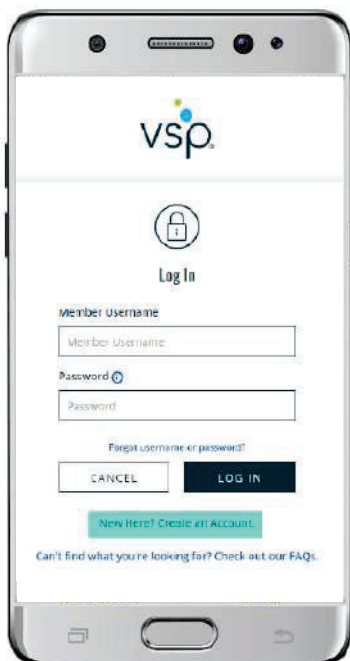 vsp
Log In
Member Username
Member Username
Password
Password
Forgot username or password?
CANCEL LOG IN
New Here? Create an Account.
Can't find what you're looking for? Check out our FAQs.